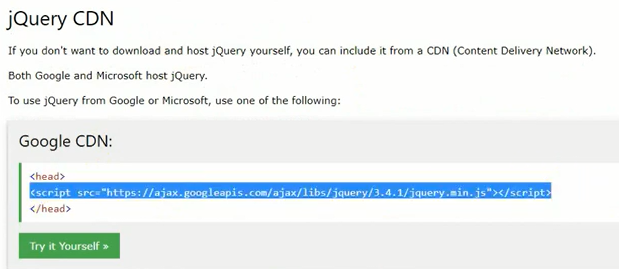 jQuery CDN
If you don't want to download and host jQuery yourself, you can include it from a CDN (Content Delivery Network).
Both Google and Microsoft host jQuery.
To use jQuery from Google or Microsoft, use one of the following:
Google CDN:
<head>
<script src="https://ajax.googleapis.com/ajax/libs/jquery/3.4.1/jquery.min.js"></script>
</head>
Try it Yourself »